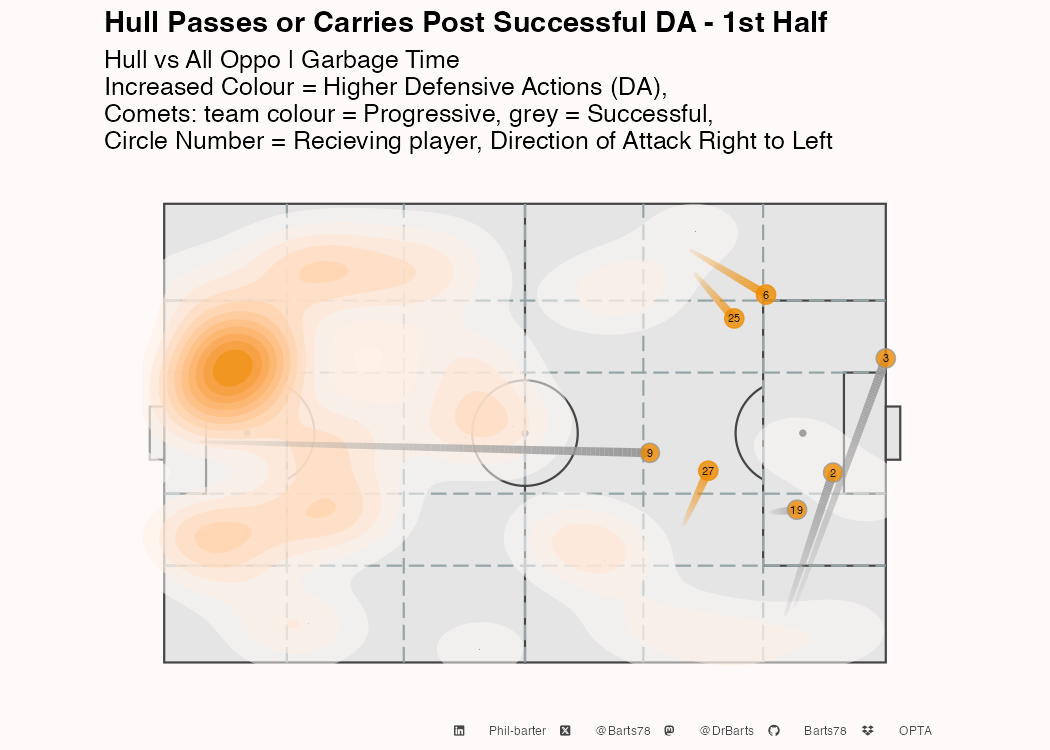 Hull Passes or Carries Post Successful DA - 1st Half
Hull vs All Oppo | Garbage Time
Increased Colour = Higher Defensive Actions (DA),
Comets: team colour = Progressive, grey = Successful,
Circle Number = Recieving player, Direction of Attack Right to Left
6
25
3
9
27
2
19
Phil-barter @Barts78 @DrBarts Barts78 OPTA